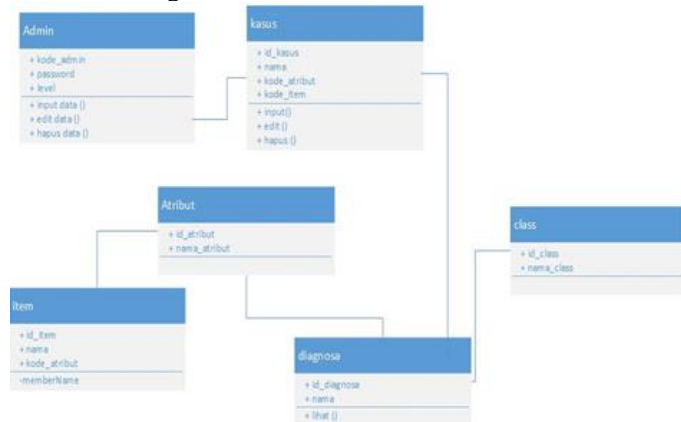 Admin
+ kode_admin
+ password
+ level
+ input data ()
+ edit data ()
+ hapus data ()
kasus
+ id_kasus
+ nama
+ kode_atribut
+ kode_item
+ input()
+ edit ()
+ hapus ()
Atribut
+ id_atribut
+ nama_atribut
class
+ id_class
+ nama_class
item
+ id_item
+ nama
+ kode_atribut
-memberName
diagnosa
+ id_diagnosa
+ nama
+ lihat ()